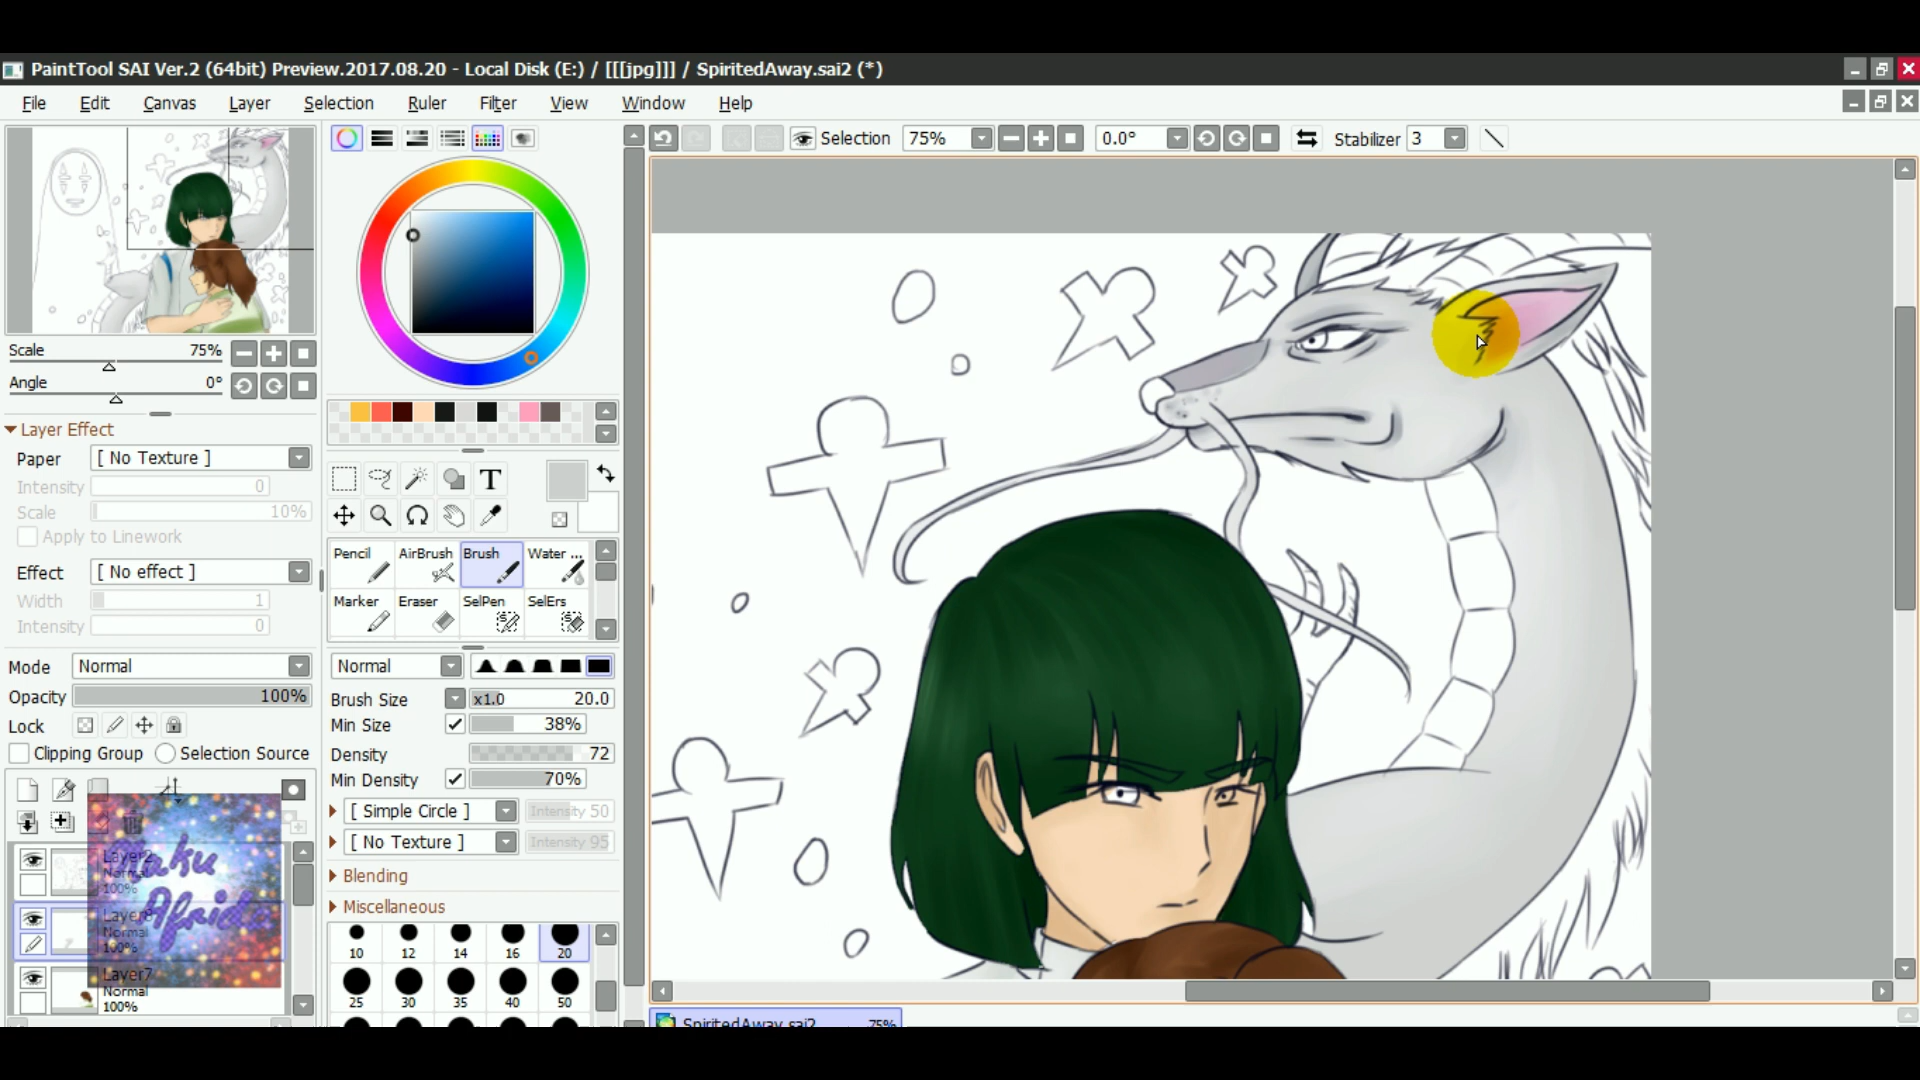 PaintTool SAI Ver.2 (64bit) Preview.2017.08.20 - Local Disk (E:) / [[[jpg]]] / SpiritedAway.sai2 (*)
File Edit Canvas Layer Selection Ruler Filter View Window Help
Selection 75% 0.0° Stabilizer 3
Scale 75%
Angle 0°
Layer Effect
Paper [ No Texture ]
Intensity 0
Scale 10%
Apply to Linework
Effect [ No effect ]
Width 1
Intensity 0
Mode Normal
Opacity 100%
Lock
Clipping Group Selection Source
Layer2
Normal
100%
Layer8
Normal
100%
Layer7
Normal
100%
Haku
Afrida
T
Pencil AirBrush Brush Water ...
Marker Eraser SelPen SelErs
Normal
Brush Size x1.0 20.0
Min Size 38%
Density 72
Min Density 70%
[ Simple Circle ] Intensity 50
[ No Texture ] Intensity 95
Blending
Miscellaneous
10 12 14 16 20
25 30 35 40 50
SpiritedAway.sai2 75%